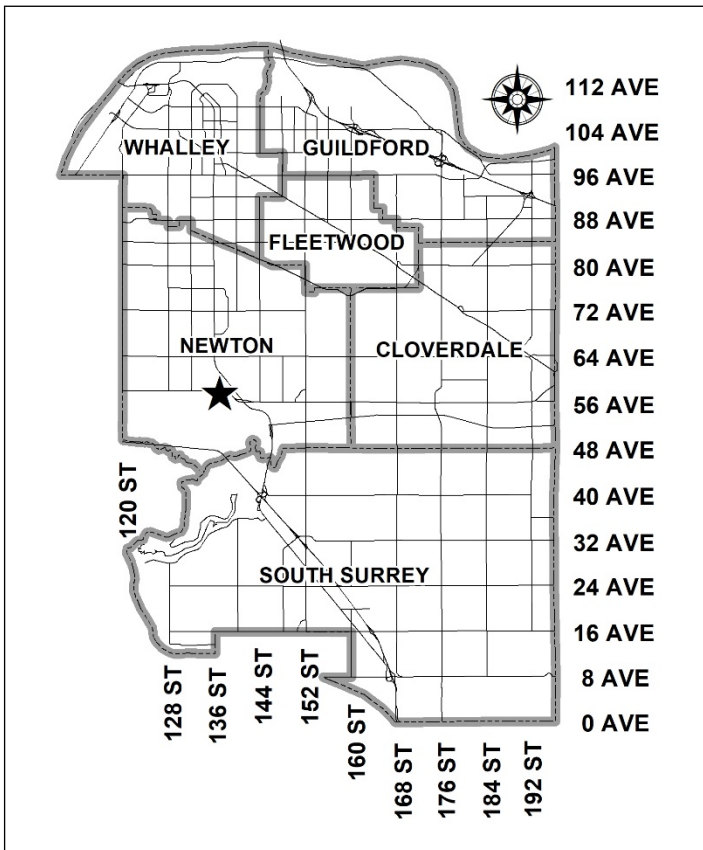 112 AVE
104 AVE
WHALLEY
GUILDFORD
96 AVE
88 AVE
FLEETWOOD
80 AVE
72 AVE
NEWTON
CLOVERDALE
64 AVE
56 AVE
48 AVE
120 ST
40 AVE
32 AVE
SOUTH SURREY
24 AVE
16 AVE
8 AVE
0 AVE
128 ST
136 ST
144 ST
152 ST
160 ST
168 ST
176 ST
184 ST
192 ST